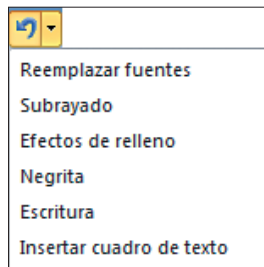 Reemplazar fuentes
Subrayado
Efectos de relleno
Negrita
Escritura
Insertar cuadro de texto